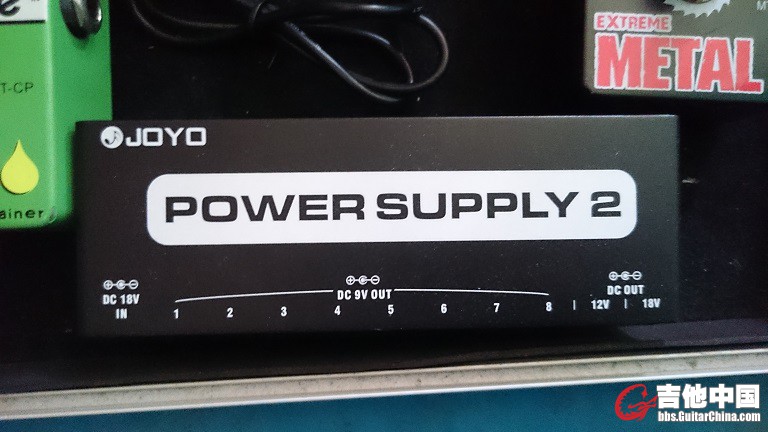 EXTREME
METAL
T-CP
ainer
JOYO
POWER SUPPLY 2
DC 18V
IN
DC 9V OUT
1 2 3 4 5 6 7 8
DC OUT
12V | 18V
吉他中国
bbs.GuitarChina.com